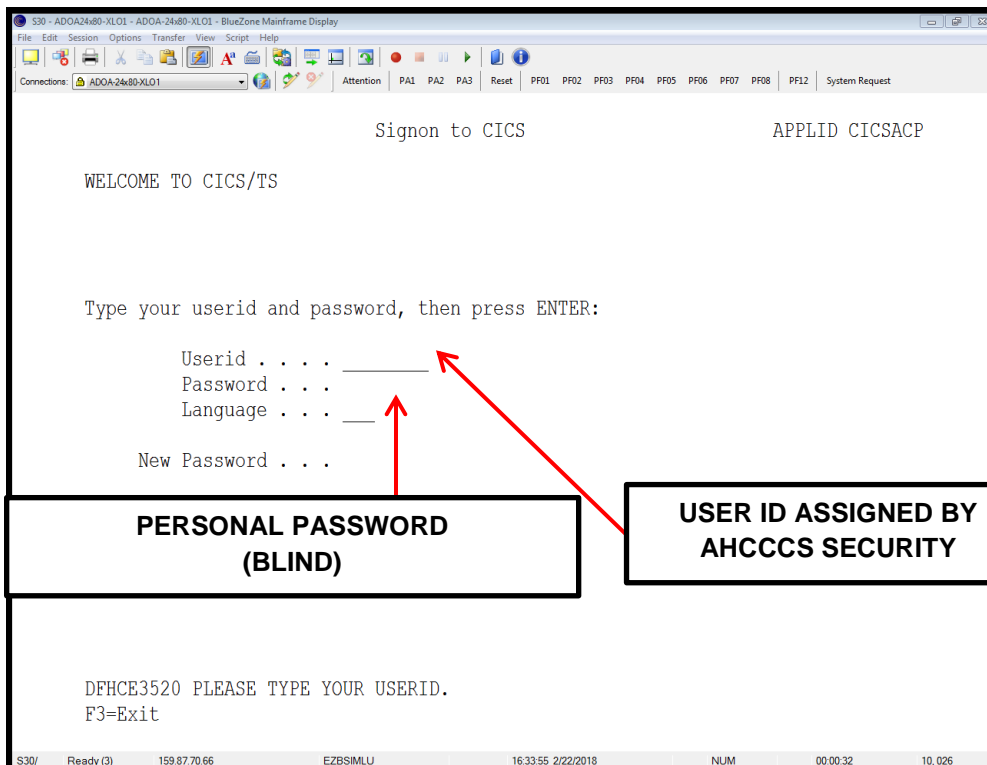 S30 - ADOA24x80-XLO1 - ADOA-24x80-XLO1 - BlueZone Mainframe Display
File Edit Session Options Transfer View Script Help
Connections: ADOA-24x80-XLO1 Attention PA1 PA2 PA3 Reset PF01 PF02 PF03 PF04 PF05 PF06 PF07 PF08 PF12 System Request
Signon to CICS APPLID CICSACP
WELCOME TO CICS/TS
Type your userid and password, then press ENTER:
Userid . . . . ________
Password . . .
Language . . . ___
New Password . . .
PERSONAL PASSWORD
(BLIND)
USER ID ASSIGNED BY
AHCCCS SECURITY
DFHCE3520 PLEASE TYPE YOUR USERID.
F3=Exit
S30/ Ready (3) 159.87.70.66 EZBSIMLU 16:33:55 2/22/2018 NUM 00:00:32 10, 026